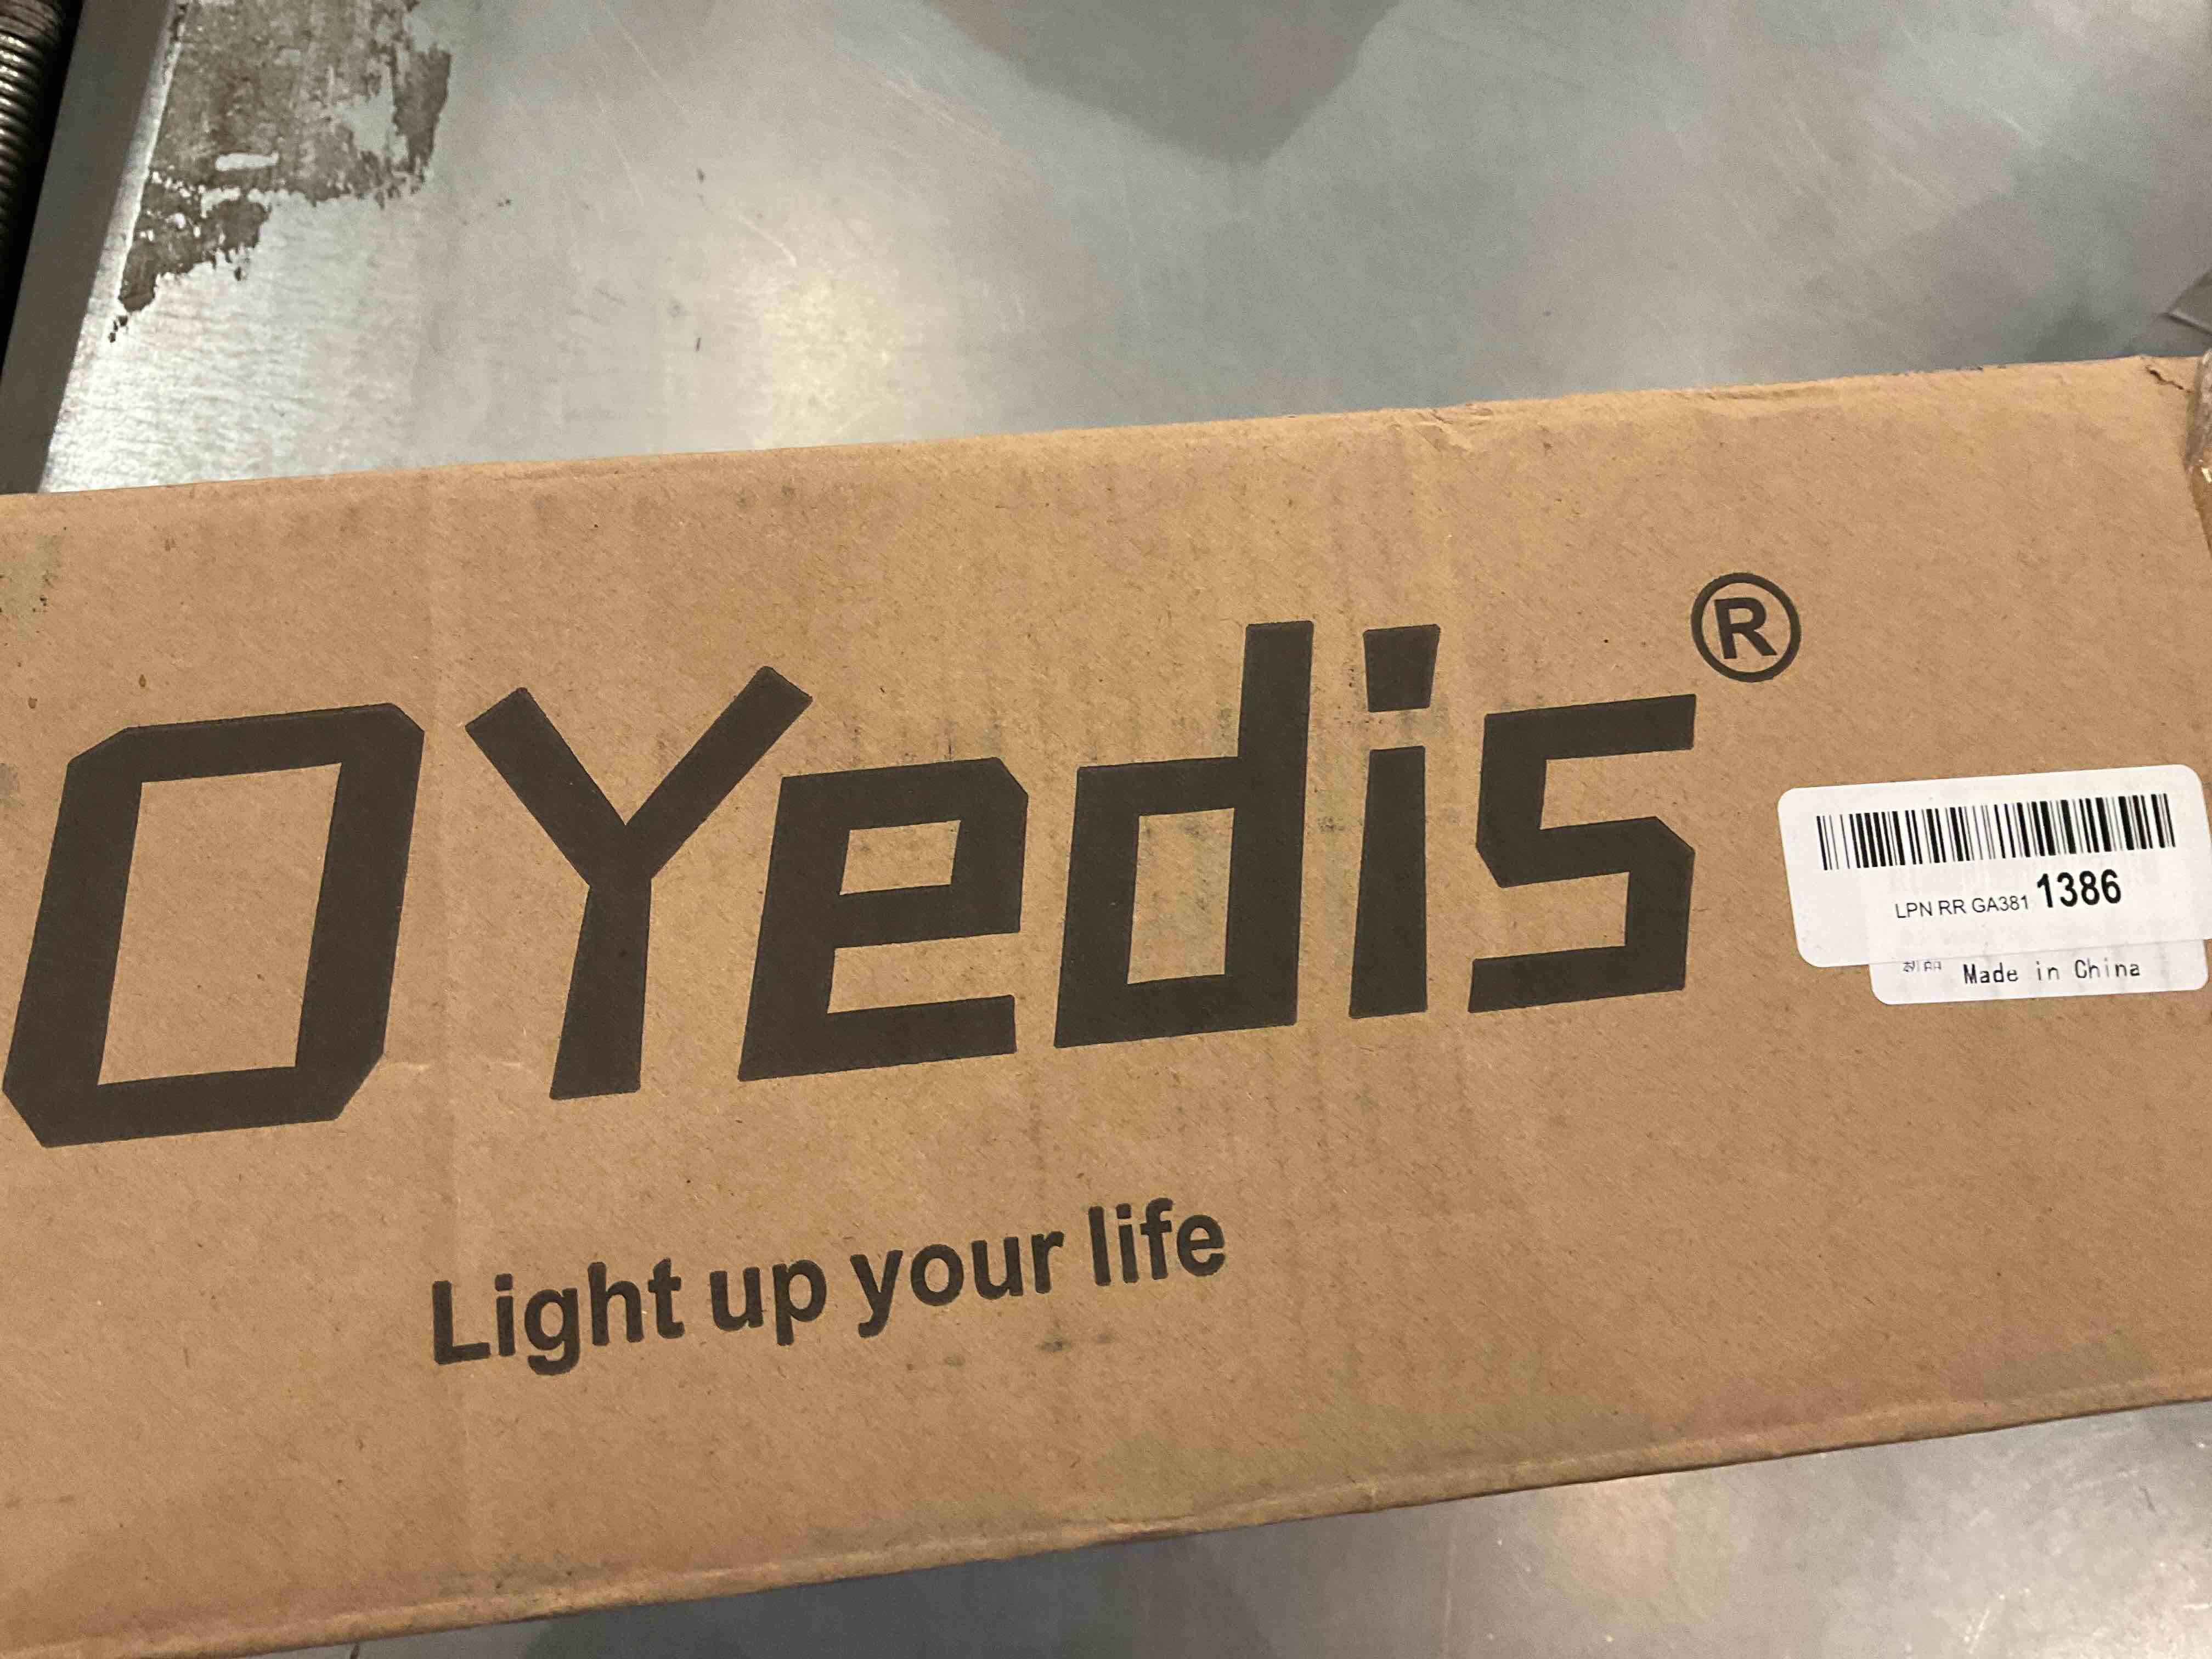 OYedis®
Light up your life
LPN RR GA381 1386
Made in China